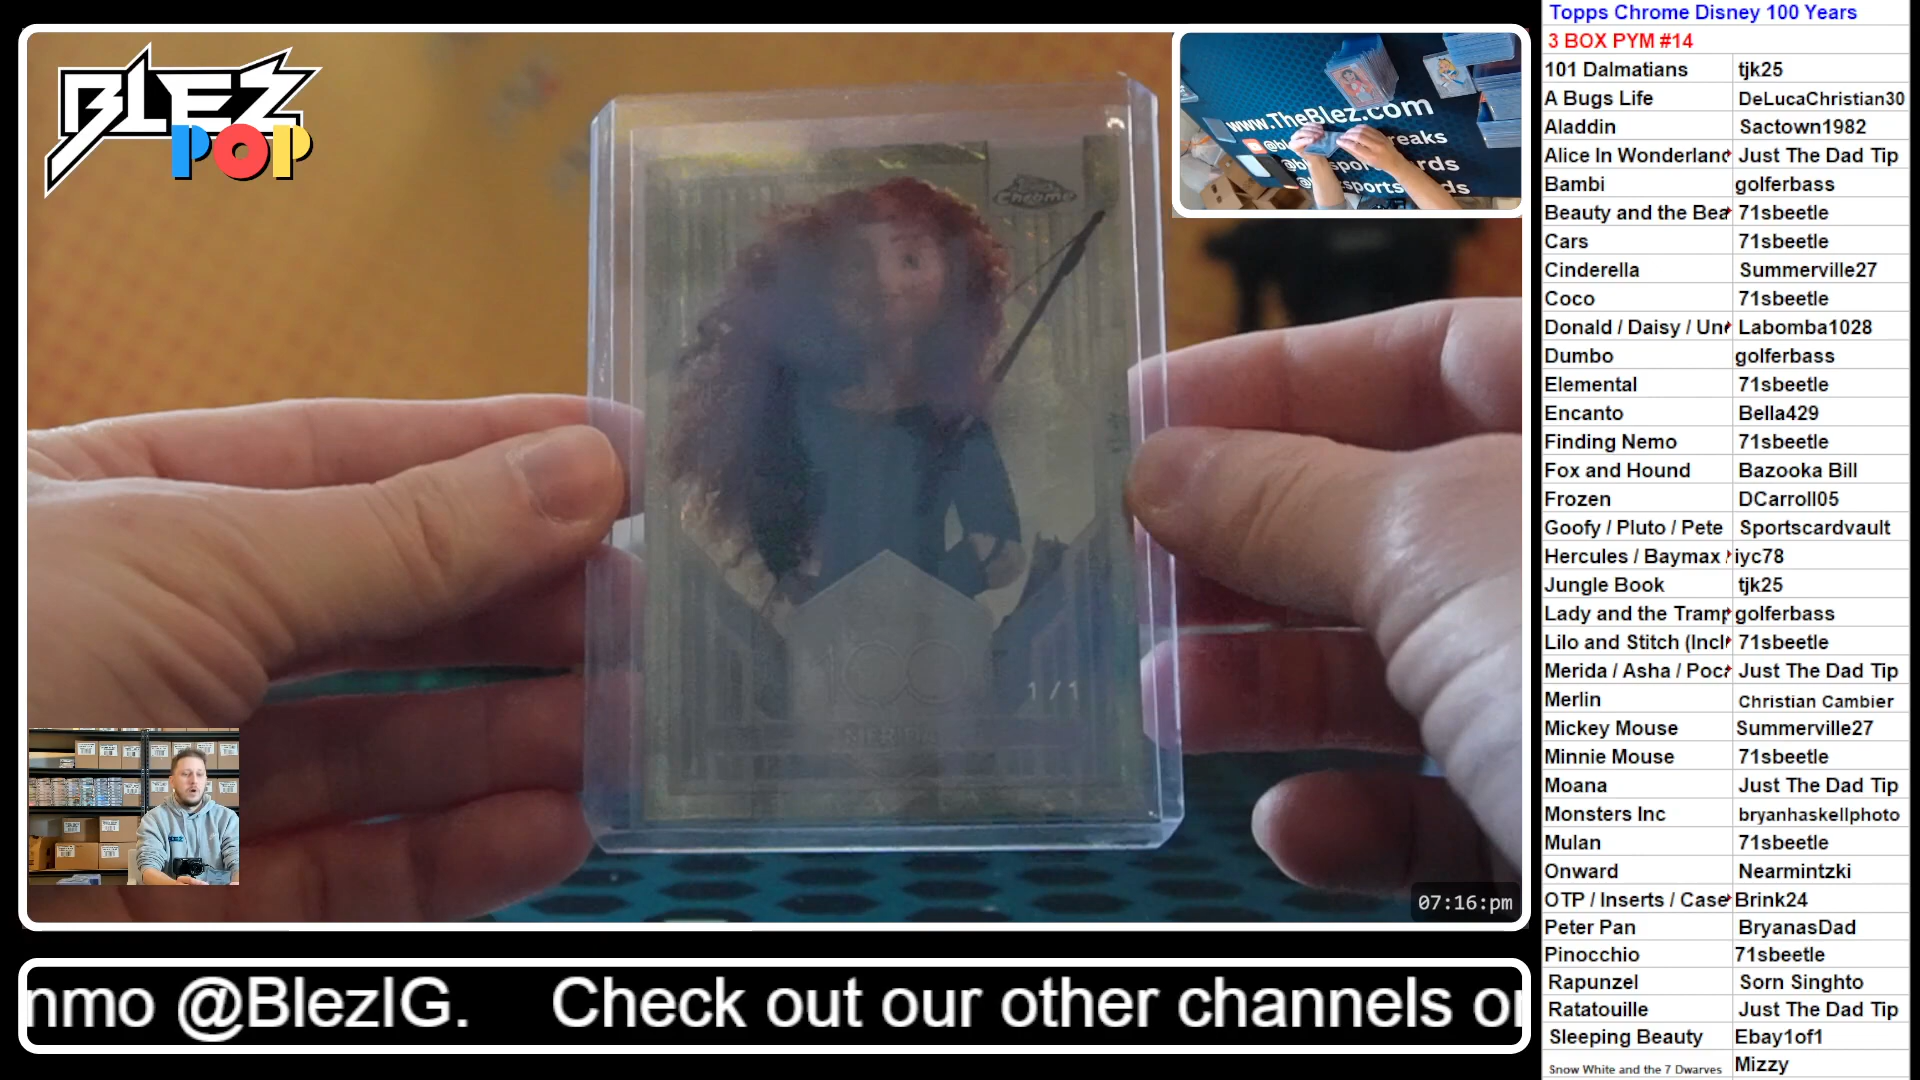 BLEZ
POP
Chrome
100
1/1
www.TheBlez.com
07:16:pm
nmo @BlezIG. Check out our other channels or
Topps Chrome Disney 100 Years
3 BOX PYM #14
101 Dalmatians tjk25
A Bugs Life DeLucaChristian30
Aladdin Sactown1982
Alice In Wonderland Just The Dad Tip
Bambi golferbass
Beauty and the Bea 71sbeetle
Cars 71sbeetle
Cinderella Summerville27
Coco 71sbeetle
Donald / Daisy / Un Labomba1028
Dumbo golferbass
Elemental 71sbeetle
Encanto Bella429
Finding Nemo 71sbeetle
Fox and Hound Bazooka Bill
Frozen DCarroll05
Goofy / Pluto / Pete Sportscardvault
Hercules / Baymax / iyc78
Jungle Book tjk25
Lady and the Tramp golferbass
Lilo and Stitch (Incl 71sbeetle
Merida / Asha / Poca Just The Dad Tip
Merlin Christian Cambier
Mickey Mouse Summerville27
Minnie Mouse 71sbeetle
Moana Just The Dad Tip
Monsters Inc bryanhaskellphoto
Mulan 71sbeetle
Onward Nearmintzki
OTP / Inserts / Case Brink24
Peter Pan BryanasDad
Pinocchio 71sbeetle
Rapunzel Sorn Singhto
Ratatouille Just The Dad Tip
Sleeping Beauty Ebay1of1
Snow White and the 7 Dwarves Mizzy